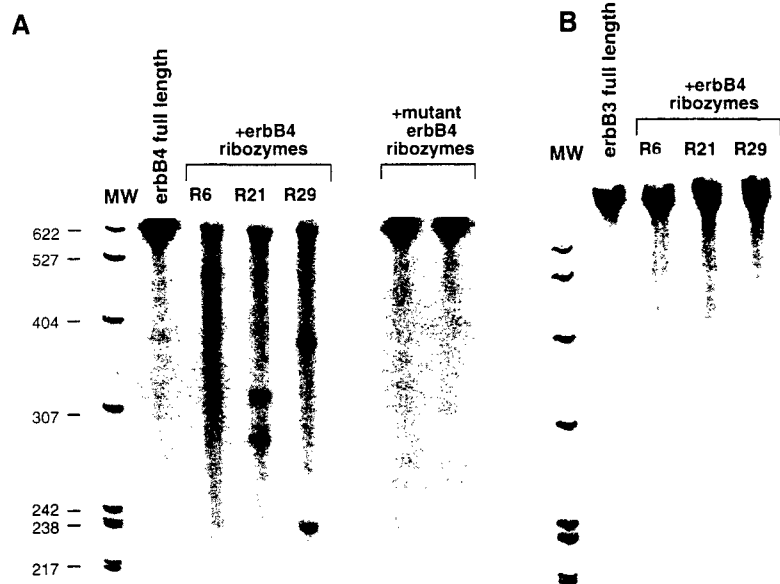 A
erbB4 full length
+erbB4
ribozymes
+mutant
erbB4
ribozymes
MW
R6
R21
R29
622
527
404
307
242
238
217
B
erbB3 full length
+erbB4
ribozymes
MW
R6
R21
R29